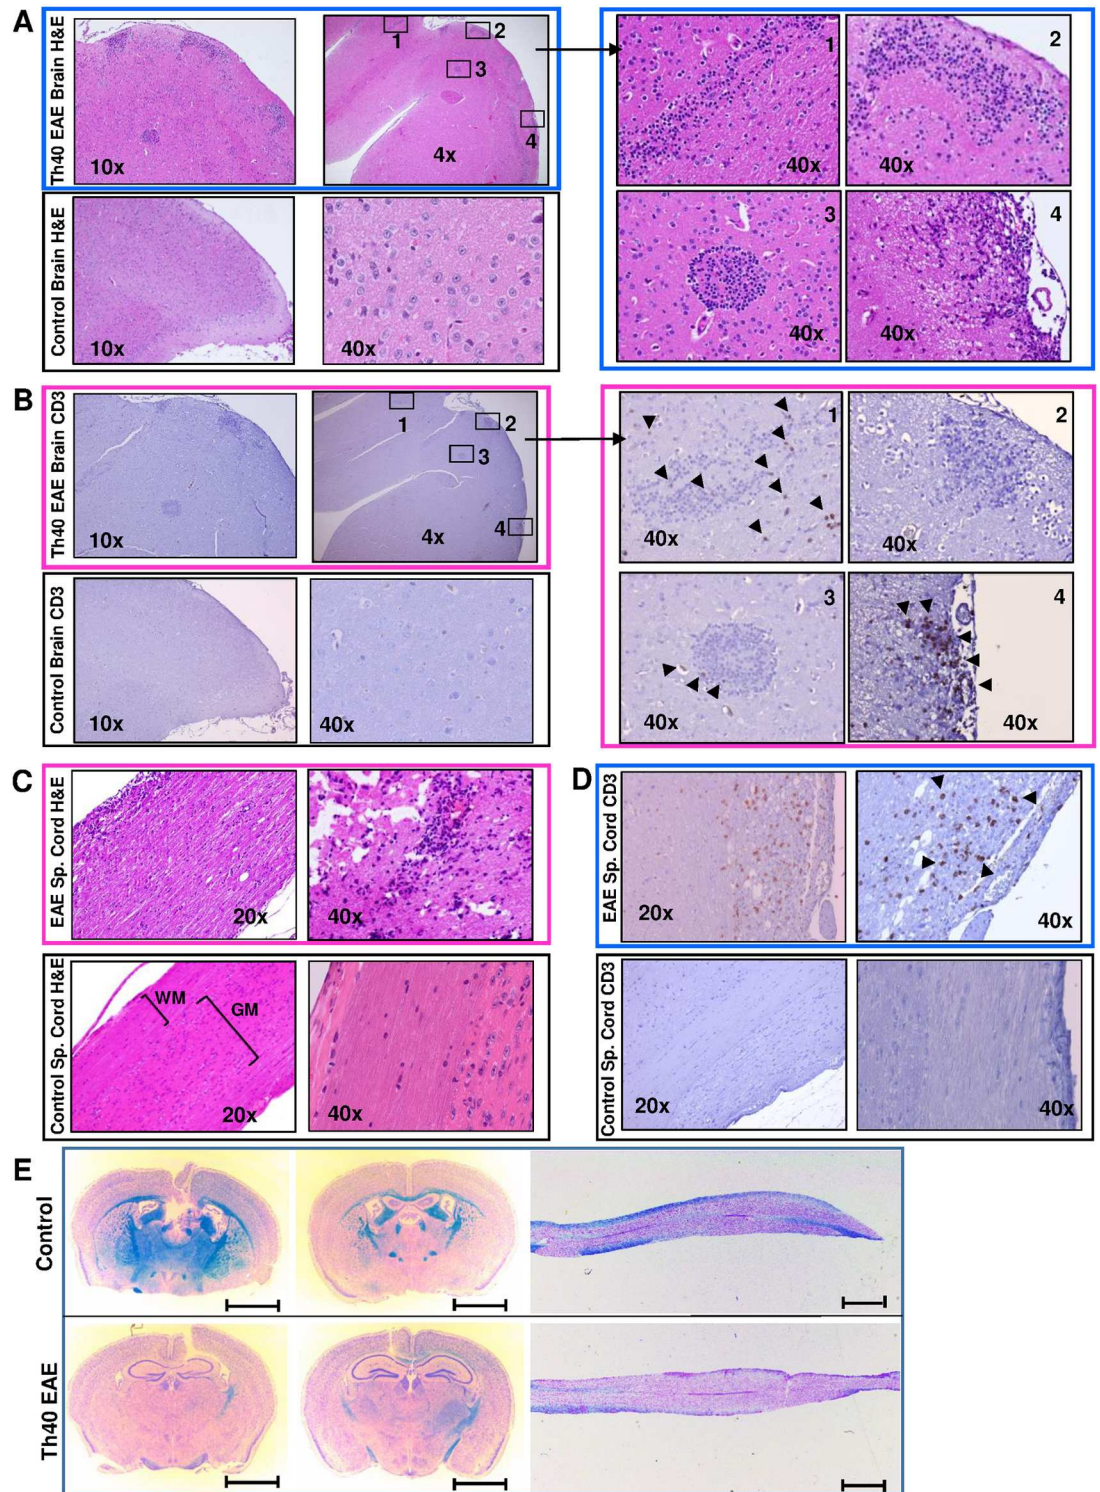 A
Th40 EAE Brain H&E
10x
1
2
3
4
4x
1
40x
2
40x
Control Brain H&E
10x
40x
3
40x
4
40x
B
Th40 EAE Brain CD3
10x
1
2
3
4
4x
1
40x
2
40x
Control Brain CD3
10x
40x
3
40x
4
40x
C
EAE Sp. Cord H&E
20x
40x
D
EAE Sp. Cord CD3
20x
40x
Control Sp. Cord H&E
WM
GM
20x
40x
Control Sp. Cord CD3
20x
40x
E
Control
Th40 EAE